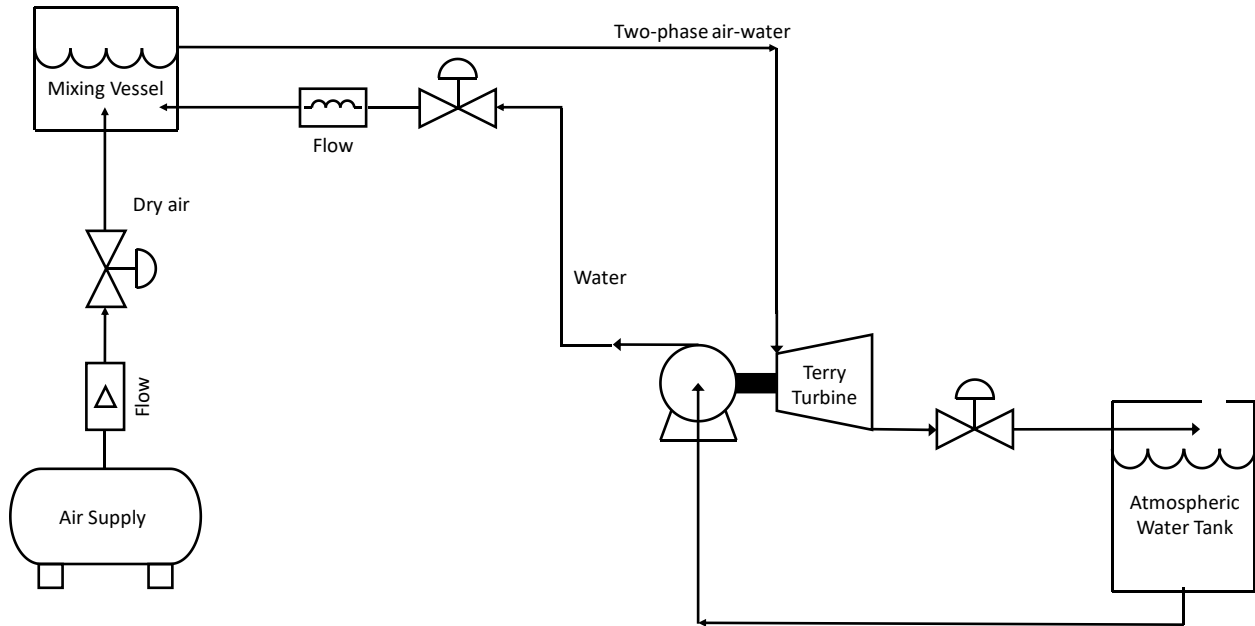 Two-phase air-water
Mixing Vessel
Flow
Dry air
Water
Flow
Terry
Turbine
Air Supply
Atmospheric
Water Tank